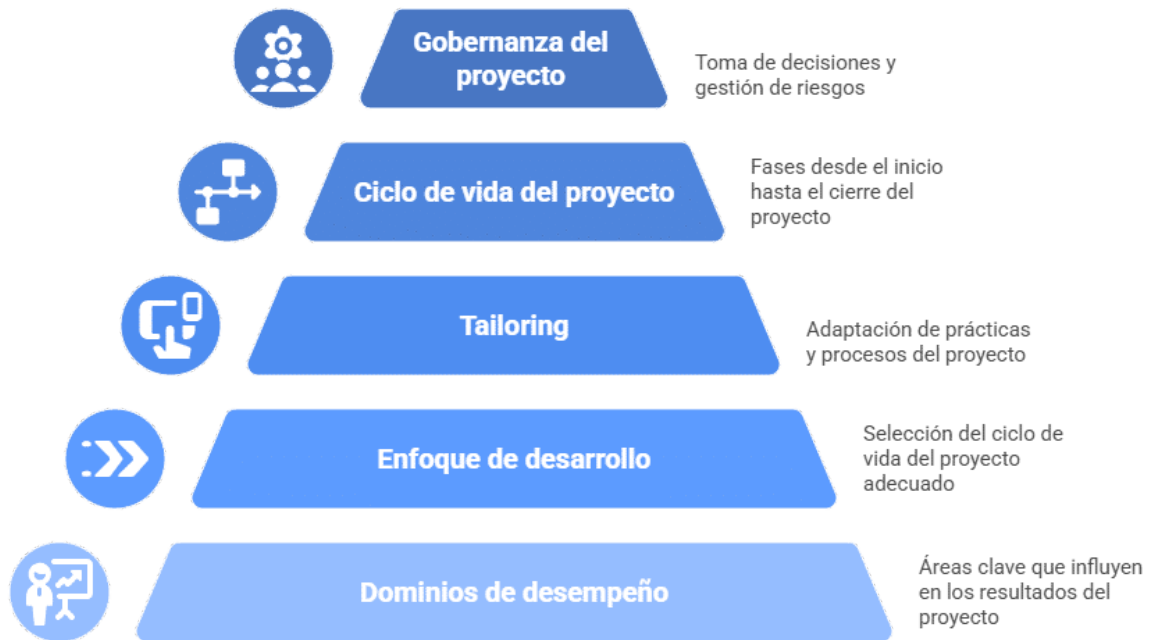 Gobernanza del
proyecto
Toma de decisiones y
gestión de riesgos
Ciclo de vida del proyecto
Fases desde el inicio
hasta el cierre del
proyecto
Tailoring
Adaptación de prácticas
y procesos del proyecto
Enfoque de desarrollo
Selección del ciclo de
vida del proyecto
adecuado
Dominios de desempeño
Áreas clave que influyen
en los resultados del
proyecto